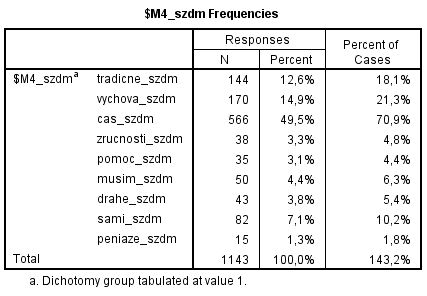 $M4_szdm Frequencies
Responses
N Percent Percent of Cases
$M4_szdmᵃ tradicne_szdm 144 12,6% 18,1%
vychova_szdm 170 14,9% 21,3%
cas_szdm 566 49,5% 70,9%
zrucnosti_szdm 38 3,3% 4,8%
pomoc_szdm 35 3,1% 4,4%
musim_szdm 50 4,4% 6,3%
drahe_szdm 43 3,8% 5,4%
sami_szdm 82 7,1% 10,2%
peniaze_szdm 15 1,3% 1,8%
Total 1143 100,0% 143,2%
a. Dichotomy group tabulated at value 1.